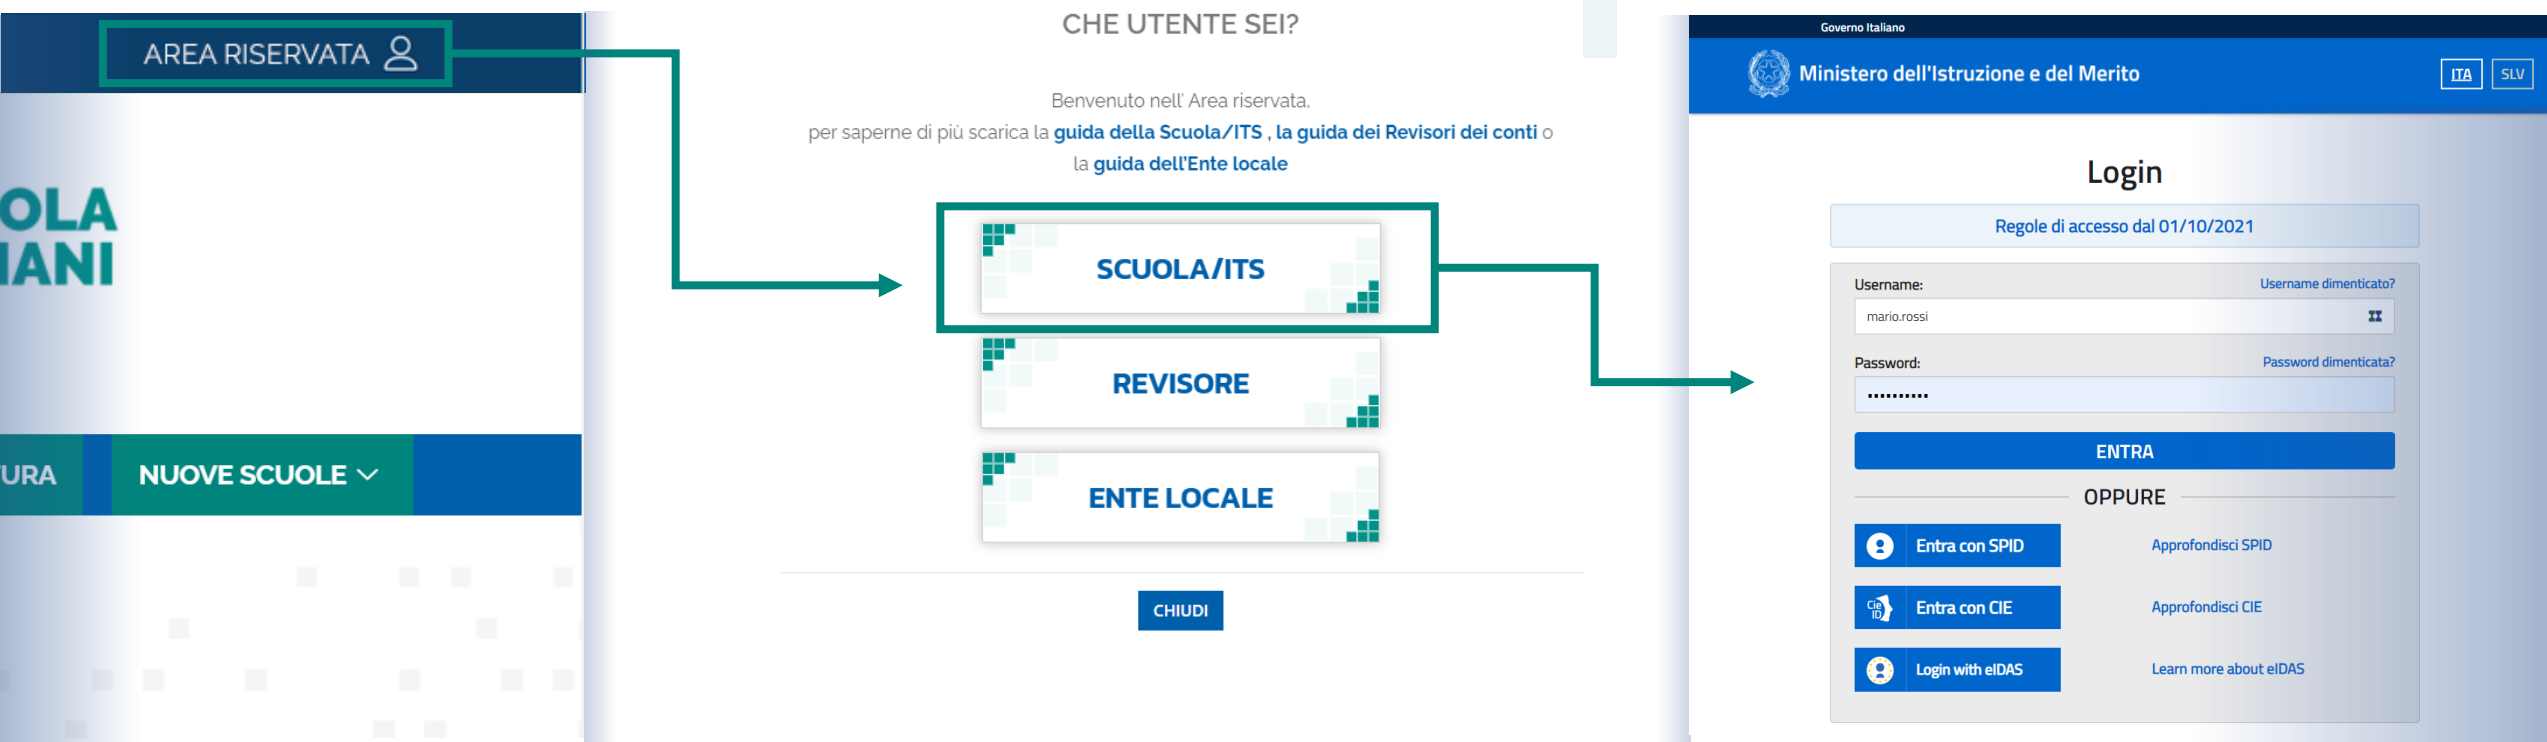 AREA RISERVATA
OLA
IANI
URA
NUOVE SCUOLE
CHE UTENTE SEI?
Benvenuto nell' Area riservata,
per saperne di più scarica la guida della Scuola/ITS , la guida dei Revisori dei conti o
la guida dell'Ente locale
SCUOLA/ITS
REVISORE
ENTE LOCALE
CHIUDI
Governo Italiano
Ministero dell'Istruzione e del Merito
ITA SLV
Login
Regole di accesso dal 01/10/2021
Username: Username dimenticato?
mario.rossi
Password: Password dimenticata?
••••••••••
ENTRA
OPPURE
Entra con SPID Approfondisci SPID
Cie ID Entra con CIE Approfondisci CIE
Login with eIDAS Learn more about eIDAS